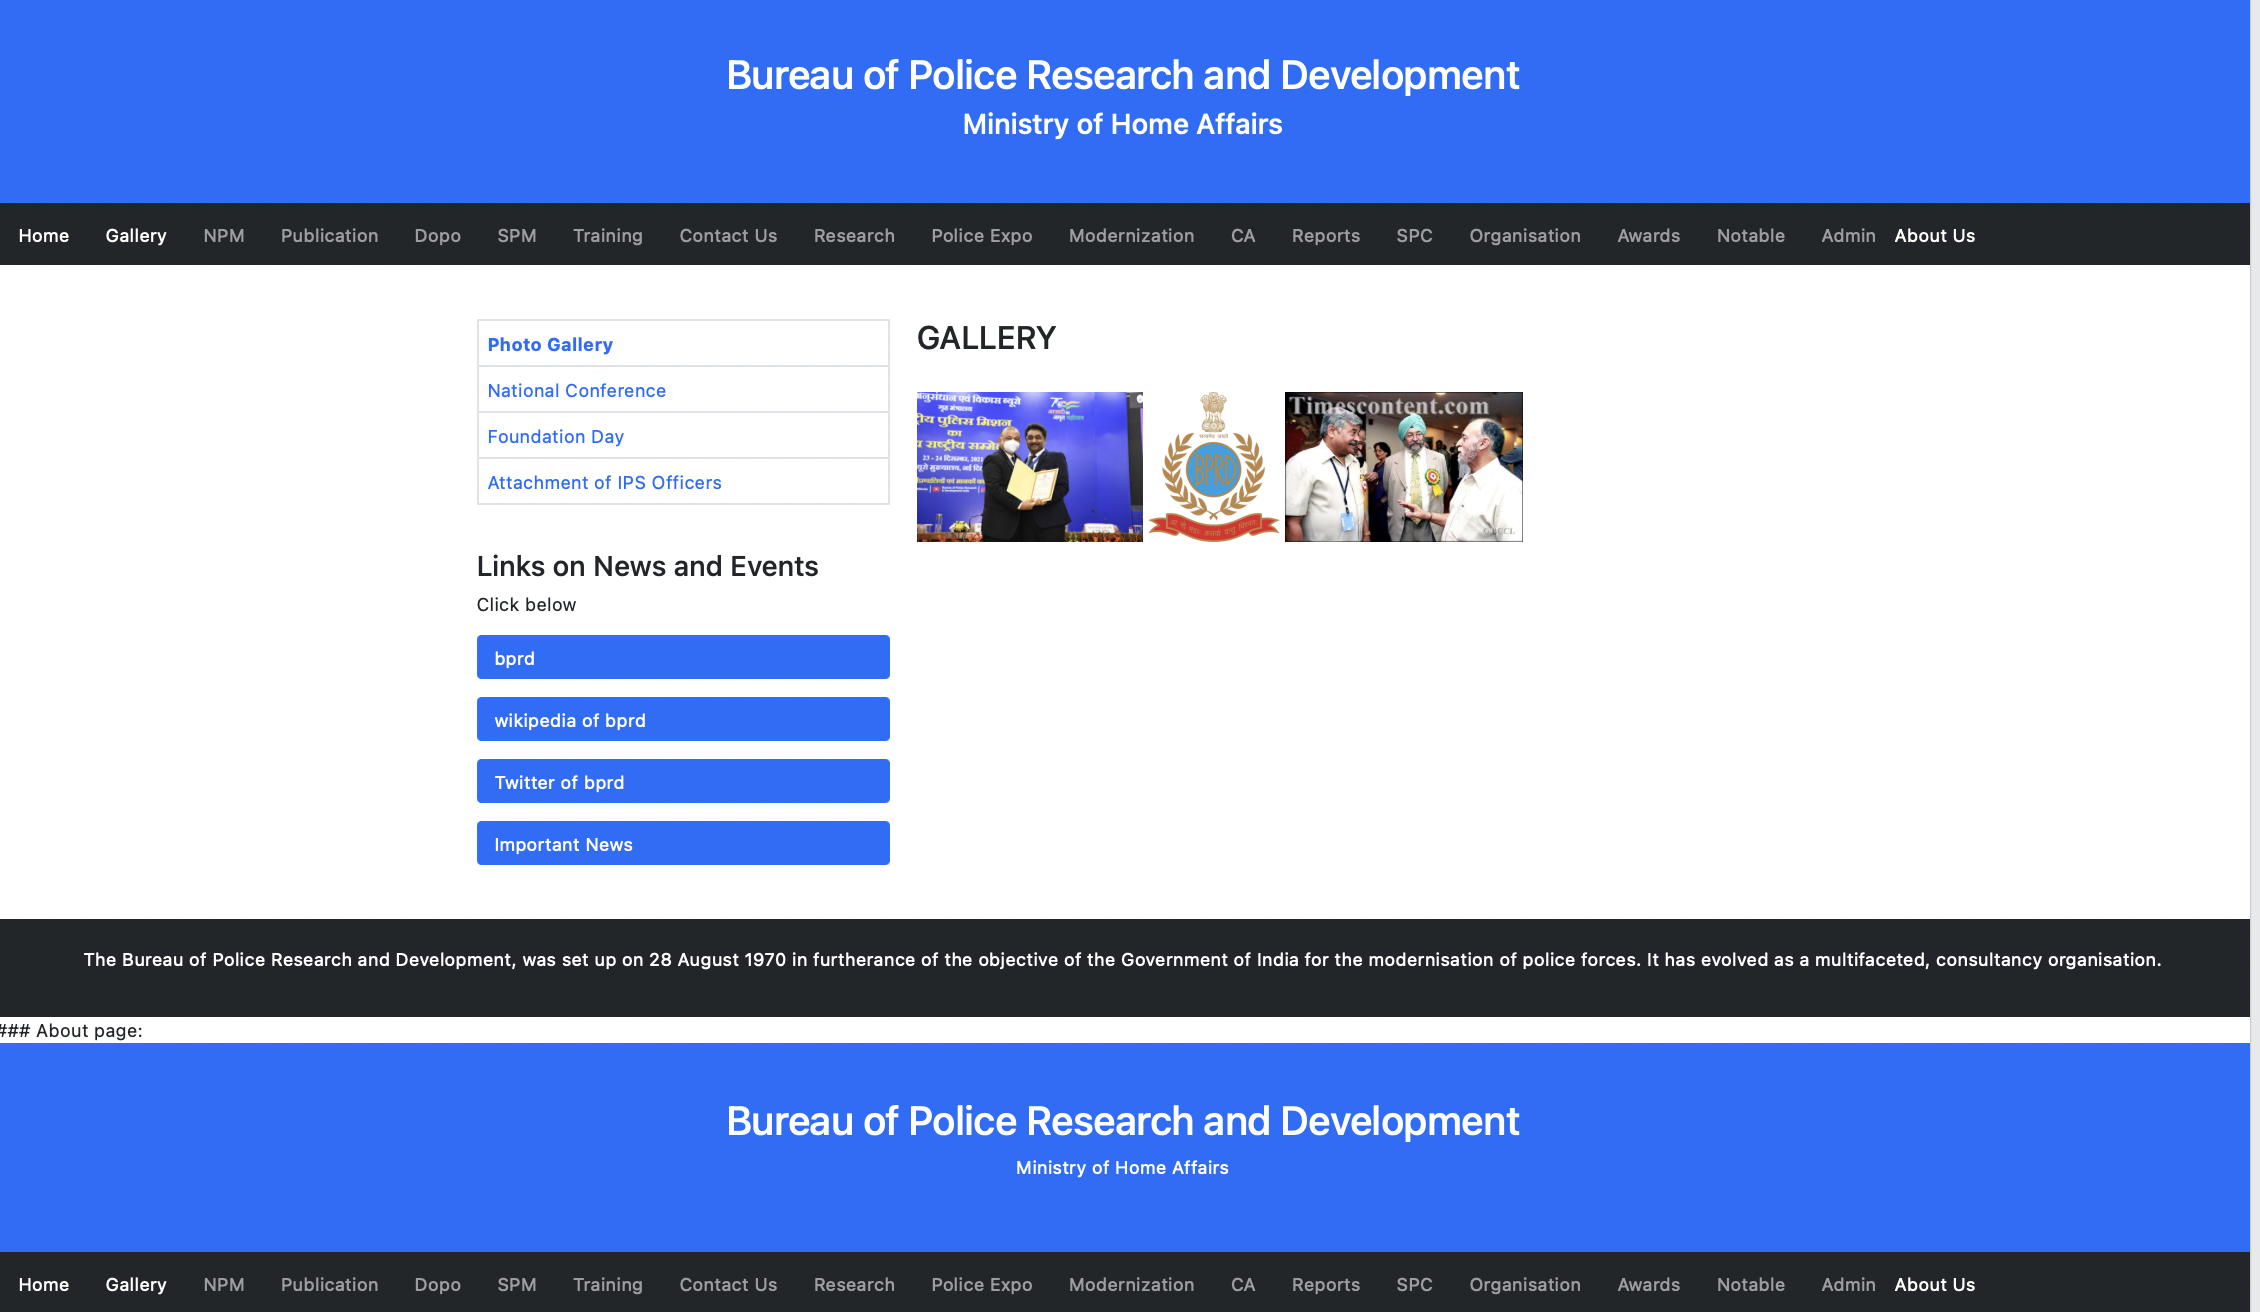 Bureau of Police Research and Development
Ministry of Home Affairs
Home Gallery NPM Publication Dopo SPM Training Contact Us Research Police Expo Modernization CA Reports SPC Organisation Awards Notable Admin About Us
Photo Gallery
National Conference
Foundation Day
Attachment of IPS Officers
GALLERY
अनुसंधान एवं विकास ब्यूरो
गृह मंत्रालय
पुलिस मिशन
का
राष्ट्रीय
BPRD
Timescontent.com
Links on News and Events
Click below
bprd
wikipedia of bprd
Twitter of bprd
Important News
The Bureau of Police Research and Development, was set up on 28 August 1970 in furtherance of the objective of the Government of India for the modernisation of police forces. It has evolved as a multifaceted, consultancy organisation.
### About page:
Bureau of Police Research and Development
Ministry of Home Affairs
Home Gallery NPM Publication Dopo SPM Training Contact Us Research Police Expo Modernization CA Reports SPC Organisation Awards Notable Admin About Us